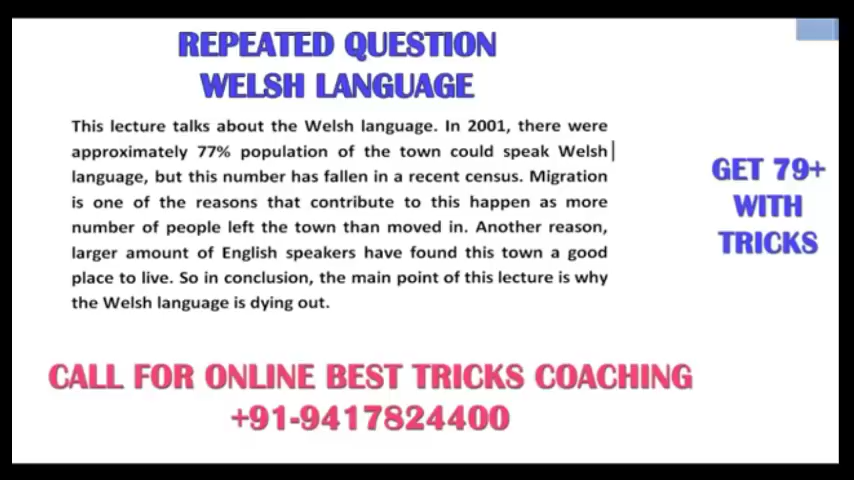 REPEATED QUESTION
WELSH LANGUAGE
This lecture talks about the Welsh language. In 2001, there were
approximately 77% population of the town could speak Welsh
language, but this number has fallen in a recent census. Migration
is one of the reasons that contribute to this happen as more
number of people left the town than moved in. Another reason,
larger amount of English speakers have found this town a good
place to live. So in conclusion, the main point of this lecture is why
the Welsh language is dying out.
GET 79+
WITH
TRICKS
CALL FOR ONLINE BEST TRICKS COACHING
+91-9417824400